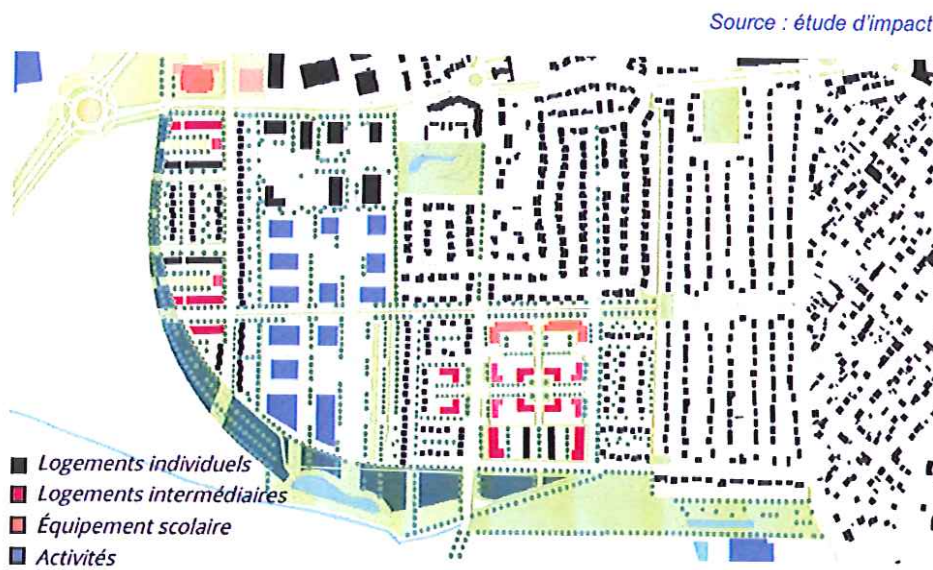 Source : étude d'impact
Logements individuels
Logements intermédiaires
Équipement scolaire
Activités